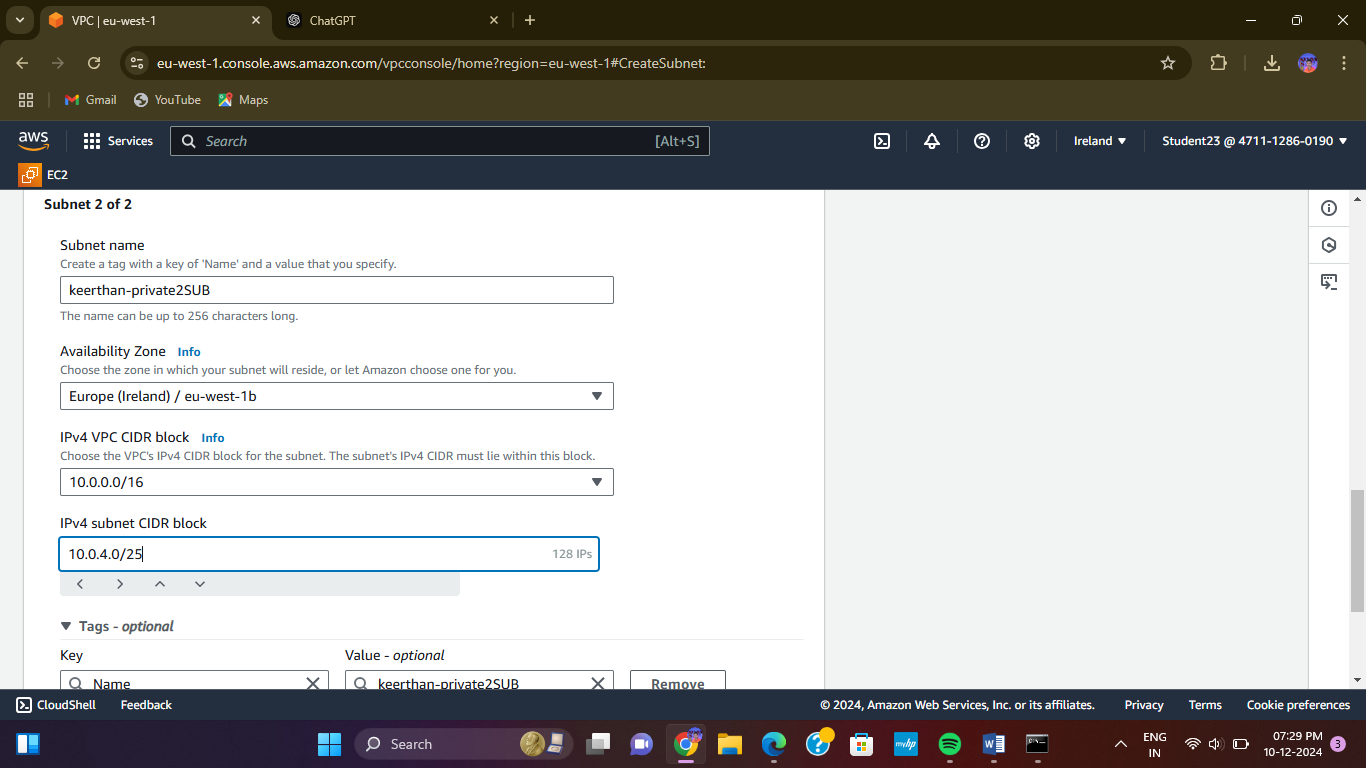 VPC | eu-west-1
ChatGPT
eu-west-1.console.aws.amazon.com/vpcconsole/home?region=eu-west-1#CreateSubnet:
Gmail
YouTube
Maps
aws
Services
Search
[Alt+S]
Ireland
Student23 @ 4711-1286-0190
EC2
Subnet 2 of 2
Subnet name
Create a tag with a key of 'Name' and a value that you specify.
keerthan-private2SUB
The name can be up to 256 characters long.
Availability Zone Info
Choose the zone in which your subnet will reside, or let Amazon choose one for you.
Europe (Ireland) / eu-west-1b
IPv4 VPC CIDR block Info
Choose the VPC's IPv4 CIDR block for the subnet. The subnet's IPv4 CIDR must lie within this block.
10.0.0.0/16
IPv4 subnet CIDR block
10.0.4.0/25
128 IPs
Tags - optional
Key
Value - optional
Name
keerthan-private2SUB
Remove
CloudShell
Feedback
© 2024, Amazon Web Services, Inc. or its affiliates.
Privacy
Terms
Cookie preferences
Search
myhp
ENG
IN
07:29 PM
10-12-2024
3